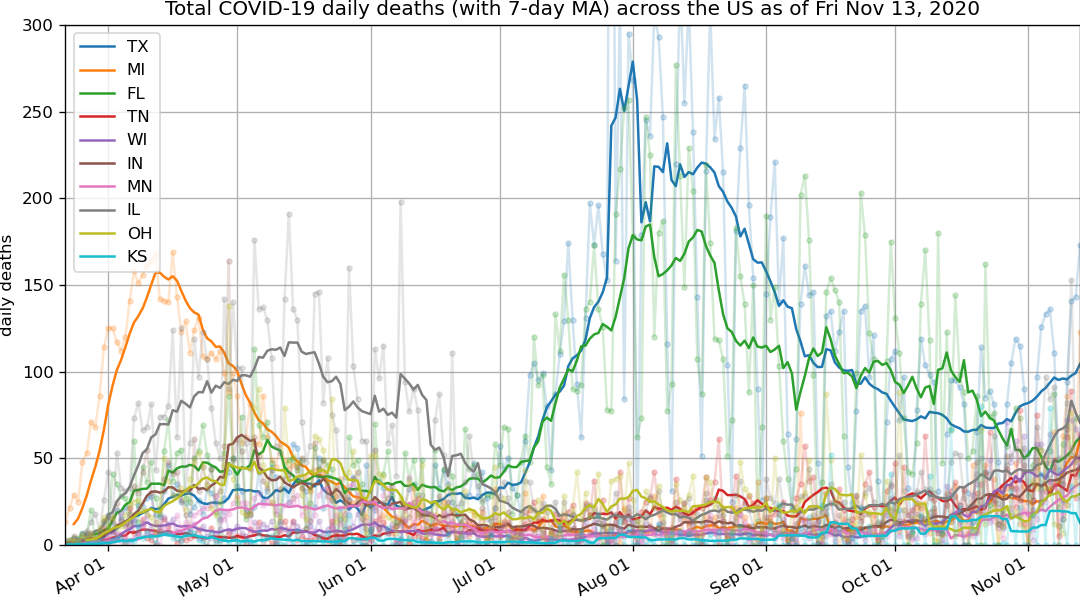 Total COVID-19 daily deaths (with 7-day MA) across the US as of Fri Nov 13, 2020
300
250
200
150
100
50
0
daily deaths
TX
MI
FL
TN
WI
IN
MN
IL
OH
KS
Apr 01
May 01
Jun 01
Jul 01
Aug 01
Sep 01
Oct 01
Nov 01